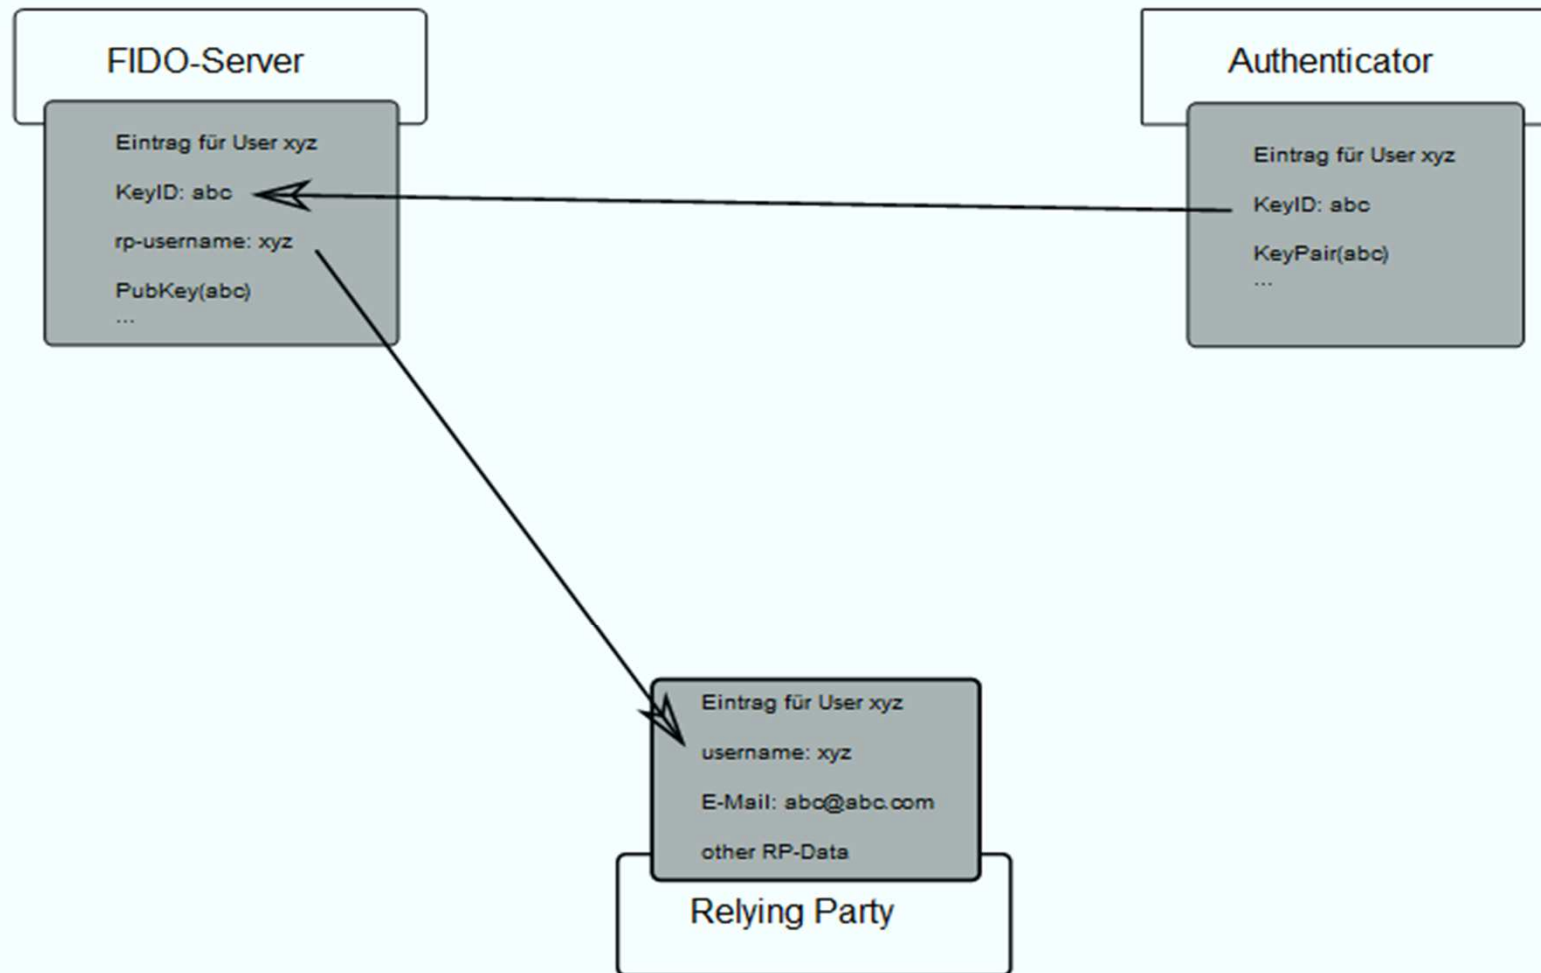 FIDO-Server
Eintrag für User xyz
KeyID: abc
rp-username: xyz
PubKey(abc)
...
Authenticator
Eintrag für User xyz
KeyID: abc
KeyPair(abc)
...
Eintrag für User xyz
username: xyz
E-Mail: abc@abc.com
other RP-Data
Relying Party